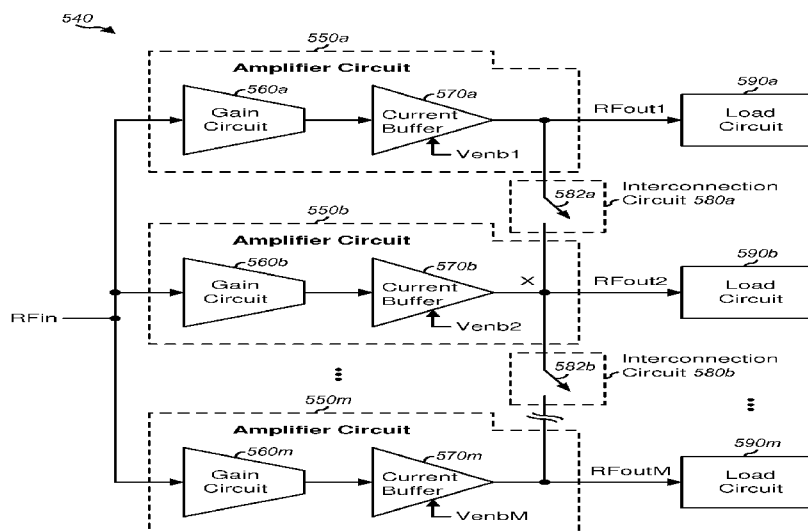 540
550a
Amplifier Circuit
560a
Gain
Circuit
570a
Current
Buffer
Venb1
RFout1
590a
Load
Circuit
582a
Interconnection
Circuit 580a
550b
Amplifier Circuit
560b
Gain
Circuit
570b
Current
Buffer
Venb2
X
RFout2
590b
Load
Circuit
RFin
582b
Interconnection
Circuit 580b
550m
Amplifier Circuit
560m
Gain
Circuit
570m
Current
Buffer
VenbM
RFoutM
590m
Load
Circuit